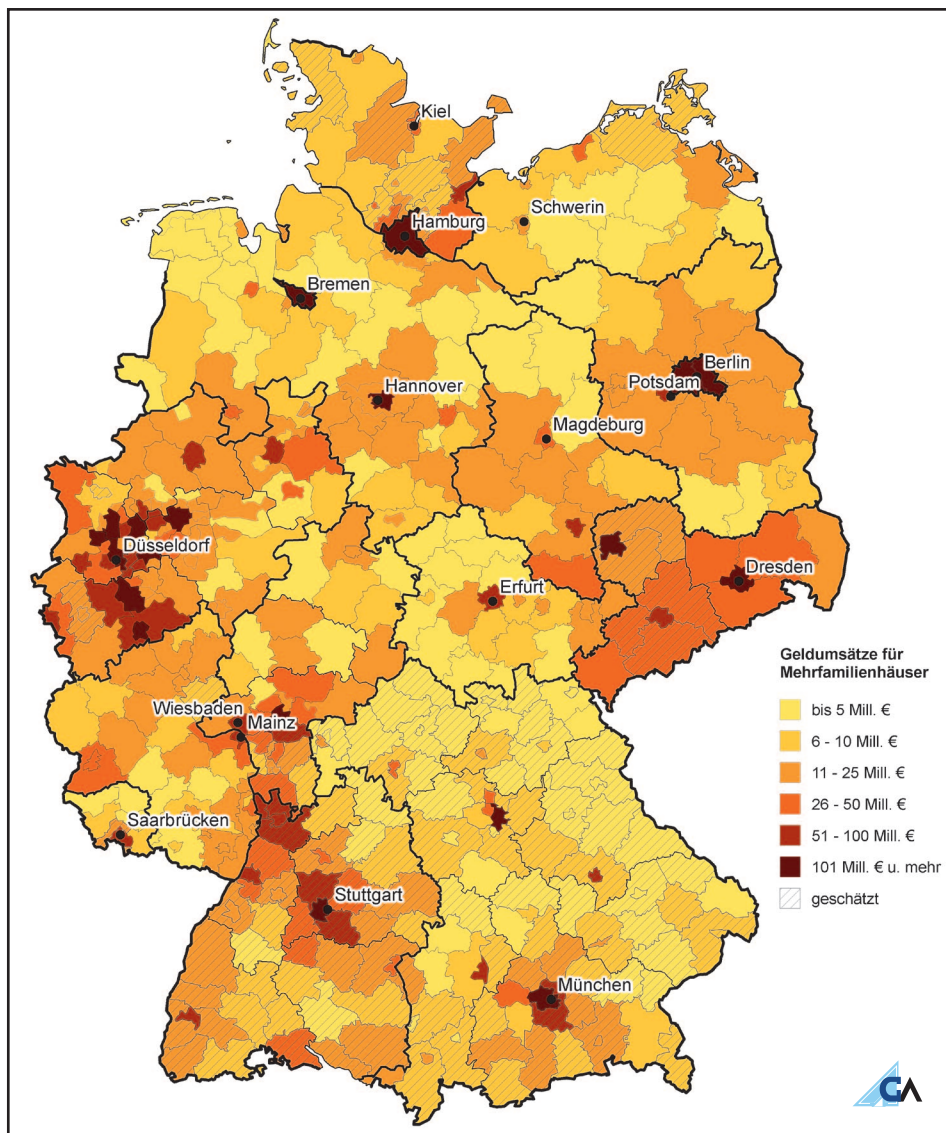 Kiel
Schwerin
Hamburg
Bremen
Berlin
Potsdam
Hannover
Magdeburg
Düsseldorf
Dresden
Erfurt
Geldumsätze für
Mehrfamilienhäuser
bis 5 Mill. €
6 - 10 Mill. €
11 - 25 Mill. €
26 - 50 Mill. €
51 - 100 Mill. €
101 Mill. € u. mehr
geschätzt
Wiesbaden
Mainz
Saarbrücken
Stuttgart
München
GA